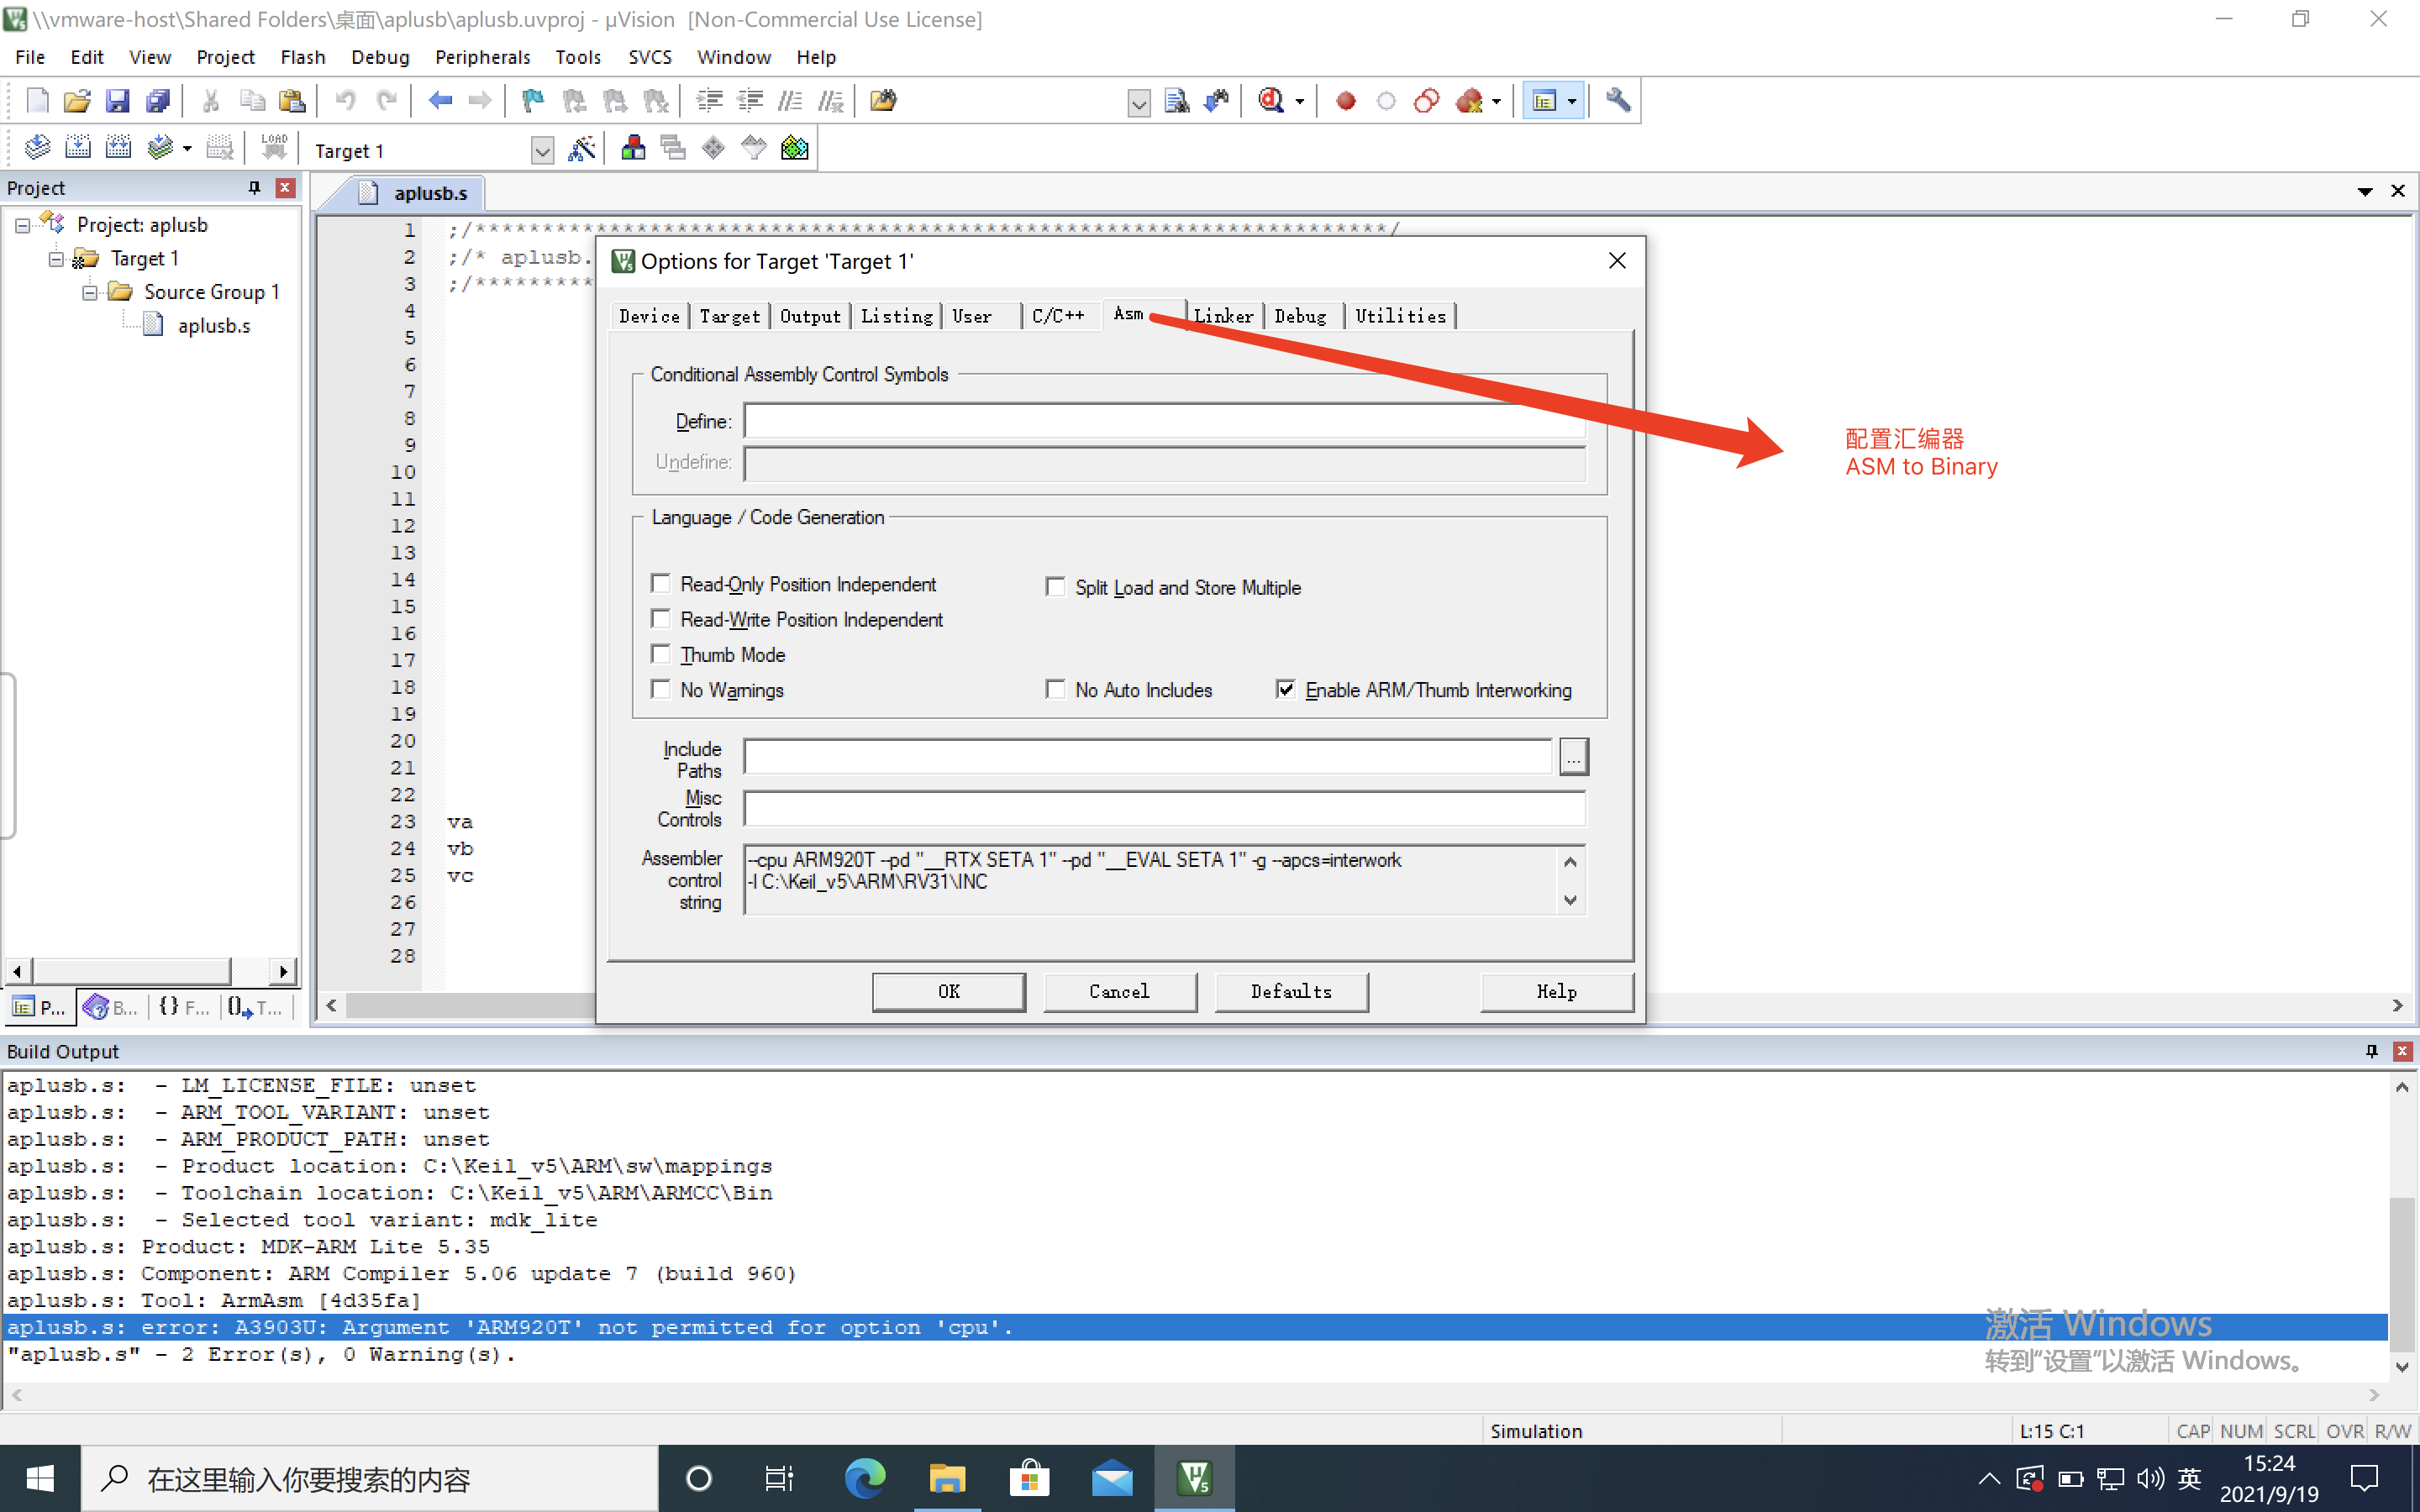 \\vmware-host\Shared Folders\桌面\aplusb\aplusb.uvproj - µVision  [Non-Commercial Use License]
File Edit View Project Flash Debug Peripherals Tools SVCS Window Help
LOAD
Target 1
Project
Project: aplusb
Target 1
Source Group 1
aplusb.s
P...
B...
{} F...
T...
aplusb.s
1 ;/*********************************************************************/
2 ;/* aplusb.
3 ;/*********
4
5
6
7
8
9
10
11
12
13
14
15
16
17
18
19
20
21
22
23 va
24 vb
25 vc
26
27
28
Options for Target 'Target 1'
Device Target Output Listing User C/C++ Asm Linker Debug Utilities
Conditional Assembly Control Symbols
Define:
Undefine:
Language / Code Generation
Read-Only Position Independent
Split Load and Store Multiple
Read-Write Position Independent
Thumb Mode
No Warnings
No Auto Includes
Enable ARM/Thumb Interworking
Include
Paths
...
Misc
Controls
Assembler
control
string
--cpu ARM920T --pd "__RTX SETA 1" --pd "__EVAL SETA 1" -g --apcs=interwork
-I C:\Keil_v5\ARM\RV31\INC
OK
Cancel
Defaults
Help
配置汇编器
ASM to Binary
Build Output
aplusb.s:  - LM_LICENSE_FILE: unset
aplusb.s:  - ARM_TOOL_VARIANT: unset
aplusb.s:  - ARM_PRODUCT_PATH: unset
aplusb.s:  - Product location: C:\Keil_v5\ARM\sw\mappings
aplusb.s:  - Toolchain location: C:\Keil_v5\ARM\ARMCC\Bin
aplusb.s:  - Selected tool variant: mdk_lite
aplusb.s: Product: MDK-ARM Lite 5.35
aplusb.s: Component: ARM Compiler 5.06 update 7 (build 960)
aplusb.s: Tool: ArmAsm [4d35fa]
aplusb.s: error: A3903U: Argument 'ARM920T' not permitted for option 'cpu'.
"aplusb.s" - 2 Error(s), 0 Warning(s).
激活 Windows
转到“设置”以激活 Windows。
Simulation
L:15 C:1
CAP NUM SCRL OVR R/W
在这里输入你要搜索的内容
英
15:24
2021/9/19